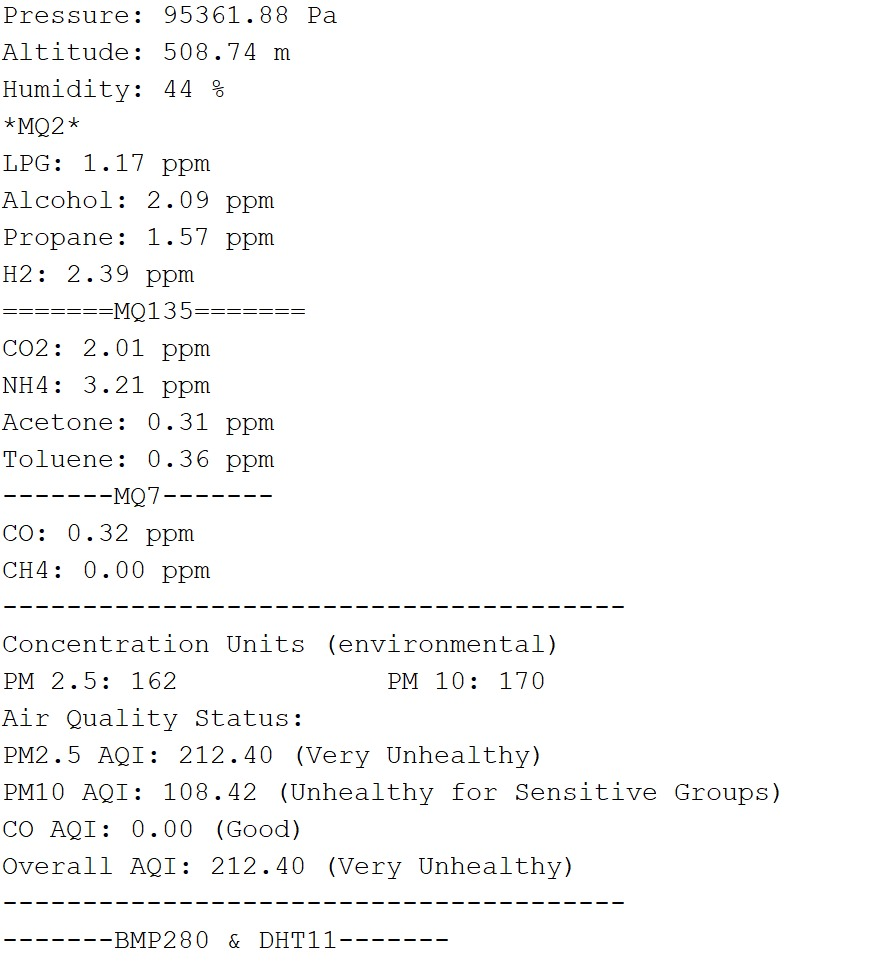 Pressure: 95361.88 Pa
Altitude: 508.74 m
Humidity: 44 %
*MQ2*
LPG: 1.17 ppm
Alcohol: 2.09 ppm
Propane: 1.57 ppm
H2: 2.39 ppm
=======MQ135=======
CO2: 2.01 ppm
NH4: 3.21 ppm
Acetone: 0.31 ppm
Toluene: 0.36 ppm
-------MQ7-------
CO: 0.32 ppm
CH4: 0.00 ppm
---------------------------------------
Concentration Units (environmental)
PM 2.5: 162 PM 10: 170
Air Quality Status:
PM2.5 AQI: 212.40 (Very Unhealthy)
PM10 AQI: 108.42 (Unhealthy for Sensitive Groups)
CO AQI: 0.00 (Good)
Overall AQI: 212.40 (Very Unhealthy)
---------------------------------------
-------BMP280 & DHT11-------